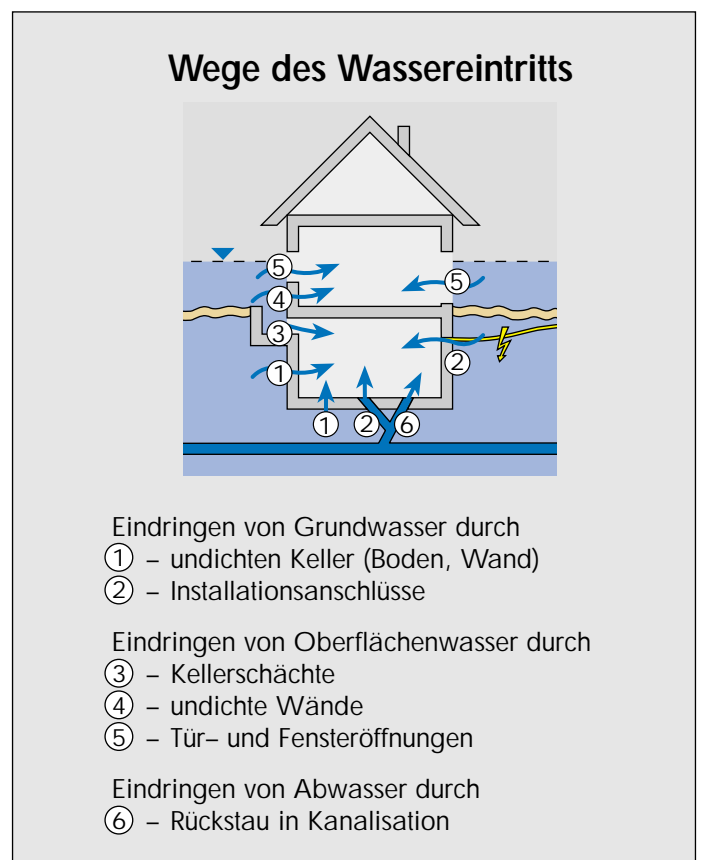 Wege des Wassereintritts
5
5
4
3
2
1
1 2 6
Eindringen von Grundwasser durch
① – undichten Keller (Boden, Wand)
② – Installationsanschlüsse
Eindringen von Oberflächenwasser durch
③ – Kellerschächte
④ – undichte Wände
⑤ – Tür– und Fensteröffnungen
Eindringen von Abwasser durch
⑥ – Rückstau in Kanalisation